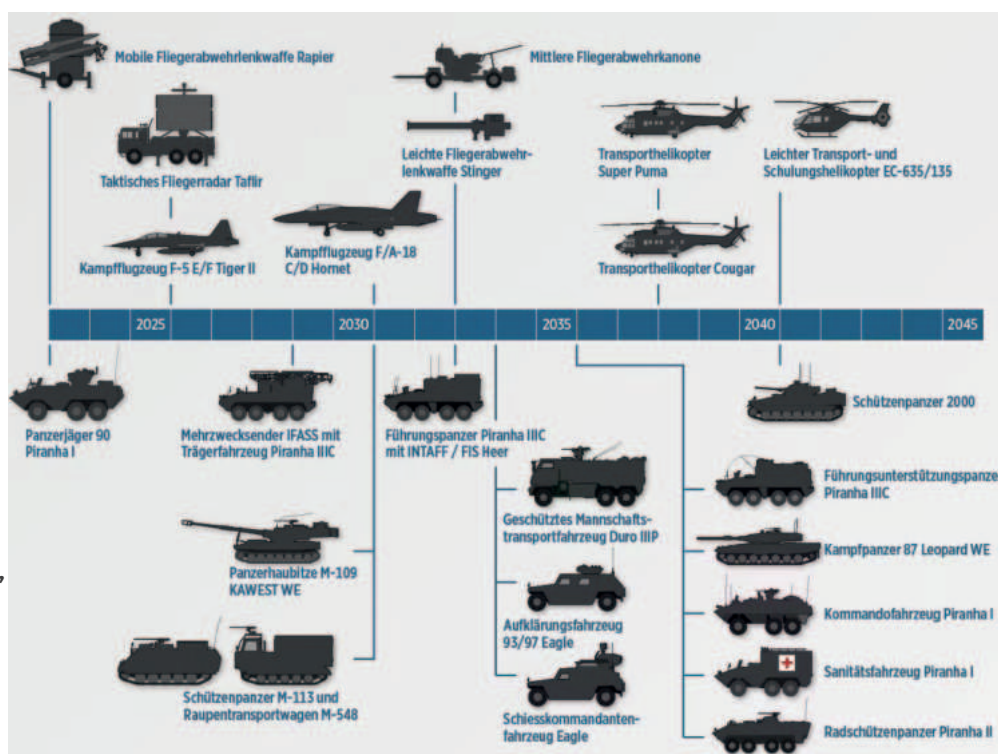 Mobile Fliegerabwehrlenkwaffe Rapier
Mittlere Fliegerabwehrkanone
Taktisches Fliegerradar Taflir
Leichte Fliegerabwehr-
lenkwaffe Stinger
Transporthelikopter
Super Puma
Leichter Transport- und
Schulungshelikopter EC-635/135
Kampfflugzeug F-5 E/F Tiger II
Kampfflugzeug F/A-18
C/D Hornet
Transporthelikopter Cougar
2025
2030
2035
2040
2045
Panzerjäger 90
Piranha I
Mehrzwecksender IFASS mit
Trägerfahrzeug Piranha IIIC
Führungspanzer Piranha IIIC
mit INTAFF / FIS Heer
Schützenpanzer 2000
Geschütztes Mannschafts-
transportfahrzeug Duro IIIP
Führungsunterstützungspanze
Piranha IIIC
Panzerhaubitze M-109
KAWEST WE
Kampfpanzer 87 Leopard WE
Aufklärungsfahrzeug
93/97 Eagle
Kommandofahrzeug Piranha I
Schützenpanzer M-113 und
Raupentransportwagen M-548
Sanitätsfahrzeug Piranha I
Schiesskommandanten-
fahrzeug Eagle
Radschützenpanzer Piranha II
,